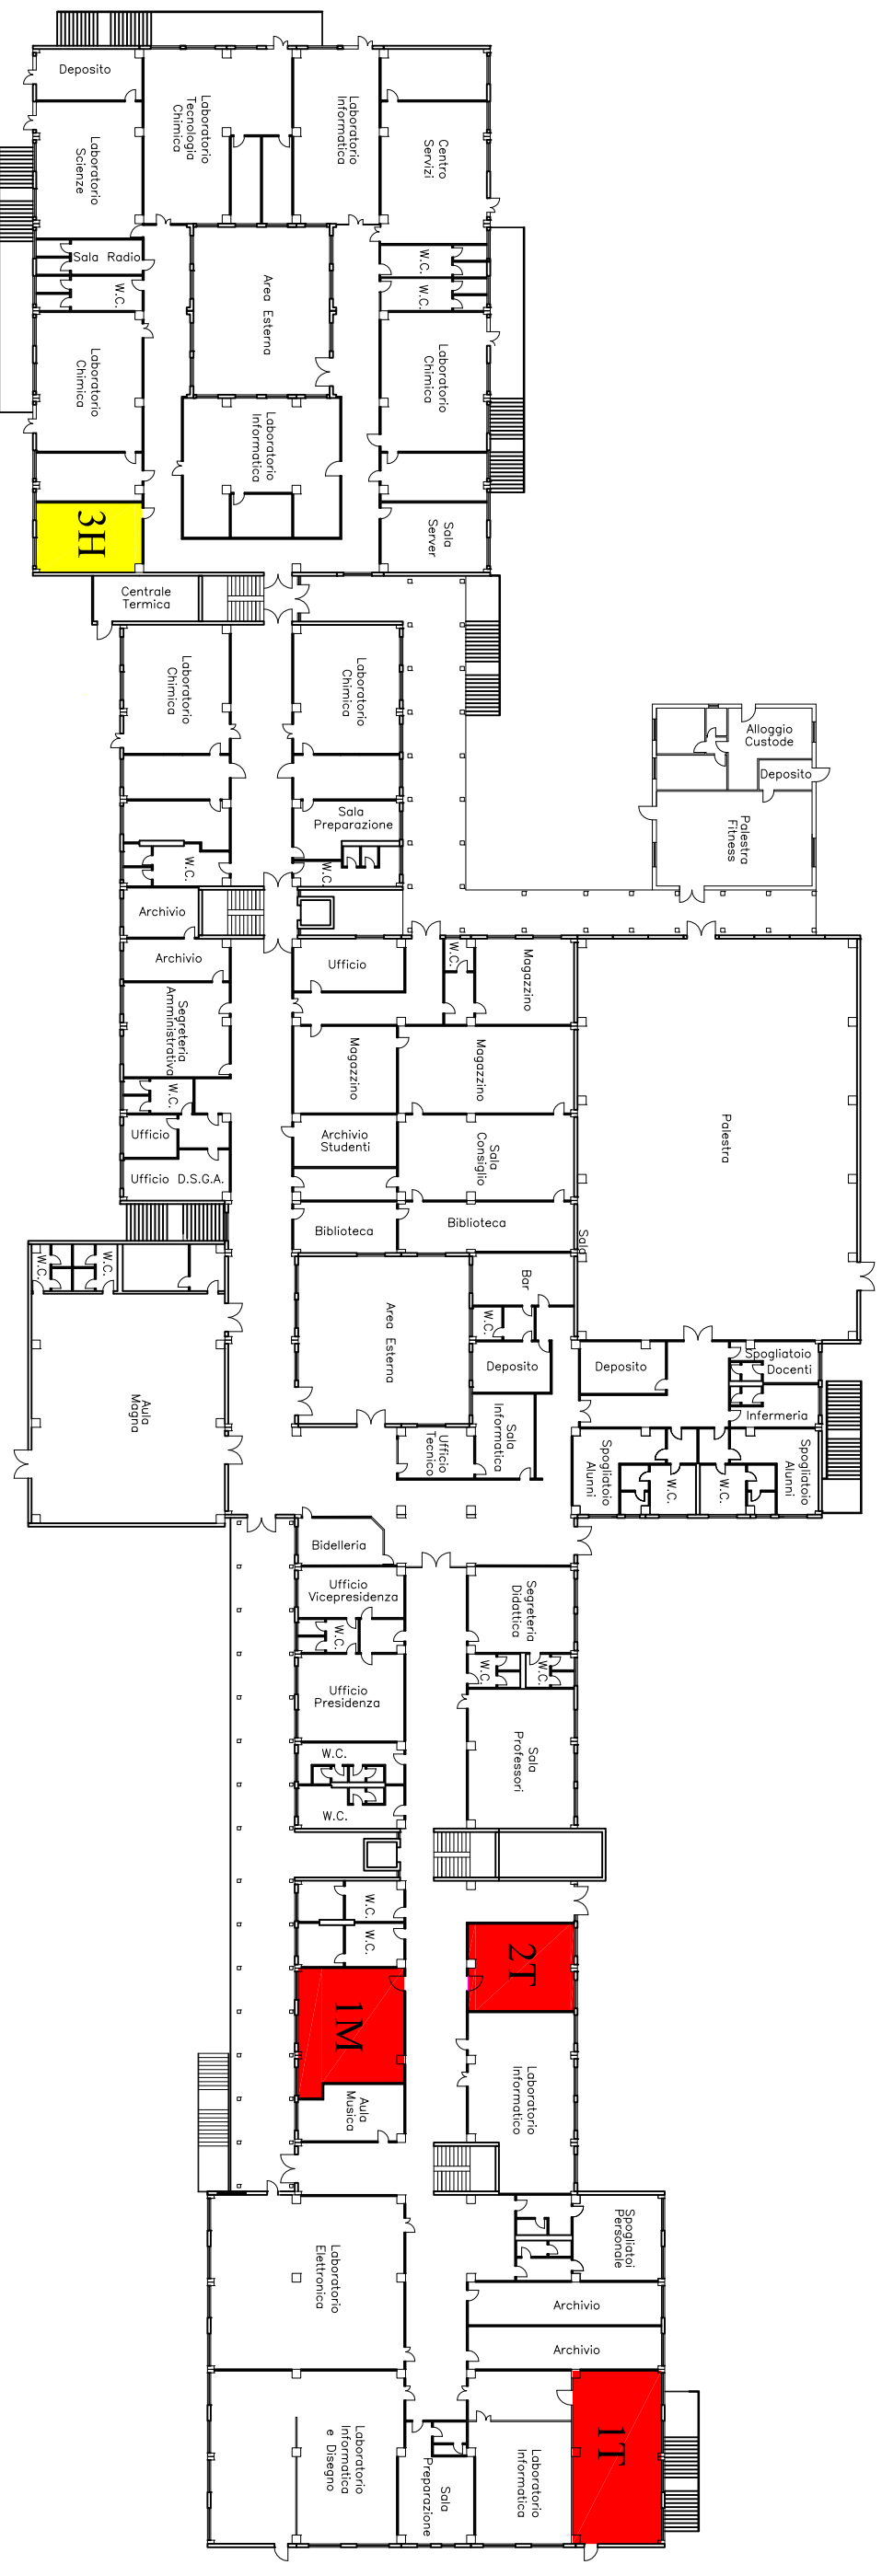 Deposito
Laboratorio
Tecnologia
Chimica
Laboratorio
Informatica
Laboratorio
Scienze
Centro
Servizi
Sala Radio
W.C.
W.C.
W.C.
Area Esterna
Laboratorio
Chimica
Laboratorio
Chimica
Laboratorio
Informatica
3H
Sala
Server
Centrale
Termica
Laboratorio
Chimica
Laboratorio
Chimica
Alloggio
Custode
Deposito
Palestra
Fitness
Sala
Preparazione
W.C.
W.C.
Archivio
Archivio
Ufficio
W.C.
Magazzino
Segreteria
Amministrativa
Magazzino
Magazzino
W.C.
Ufficio
Archivio
Studenti
Sala
Consiglio
Palestra
Ufficio D.S.G.A.
Biblioteca
Biblioteca
Sala
Bar
W.C.
W.C.
Area Esterna
W.C.
Deposito
Deposito
Spogliatoio
Docenti
Infermeria
Aula
Magna
Sala
Informatica
Ufficio
Tecnico
Spogliatoio
Alunni
W.C.
W.C.
Spogliatoio
Alunni
Bidelleria
Ufficio
Vicepresidenza
W.C.
Segreteria
Didattica
W.C.
W.C.
Ufficio
Presidenza
Sala
Professori
W.C.
W.C.
W.C.
W.C.
2T
1M
Laboratorio
Informatico
Aula
Musica
Spogliatoi
Personale
Laboratorio
Elettronica
Archivio
Archivio
1T
Laboratorio
Informatica
e Disegno
Sala
Preparazione
Laboratorio
Informatica